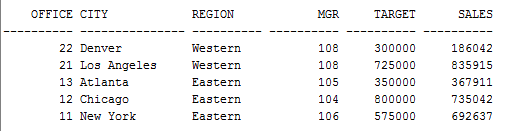 OFFICE CITY REGION MGR TARGET SALES
---------- --------------- ---------- ---------- ---------- ----------
22 Denver Western 108 300000 186042
21 Los Angeles Western 108 725000 835915
13 Atlanta Eastern 105 350000 367911
12 Chicago Eastern 104 800000 735042
11 New York Eastern 106 575000 692637